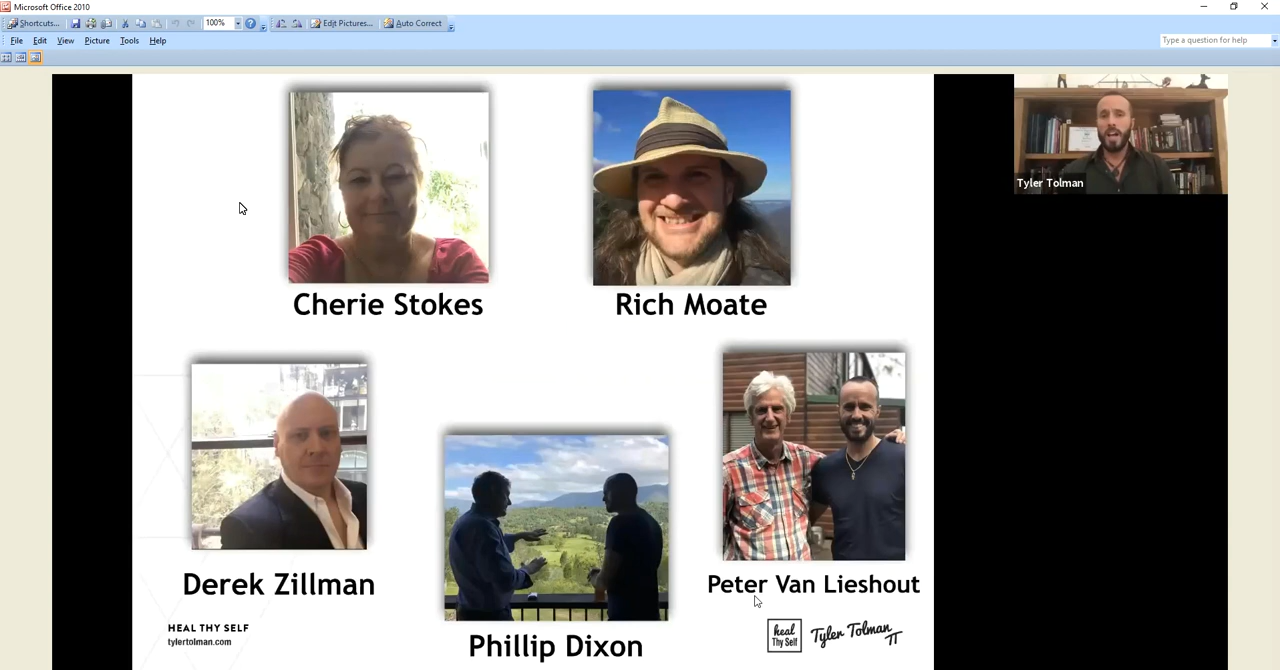 Microsoft Office 2010
Shortcuts...
100%
Edit Pictures...
Auto Correct
File Edit View Picture Tools Help
Type a question for help
Tyler Tolman
Cherie Stokes
Rich Moate
Derek Zillman
Phillip Dixon
Peter Van Lieshout
HEAL THY SELF
tylertolman.com
heal
Thy Self
Tyler Tolman
TT